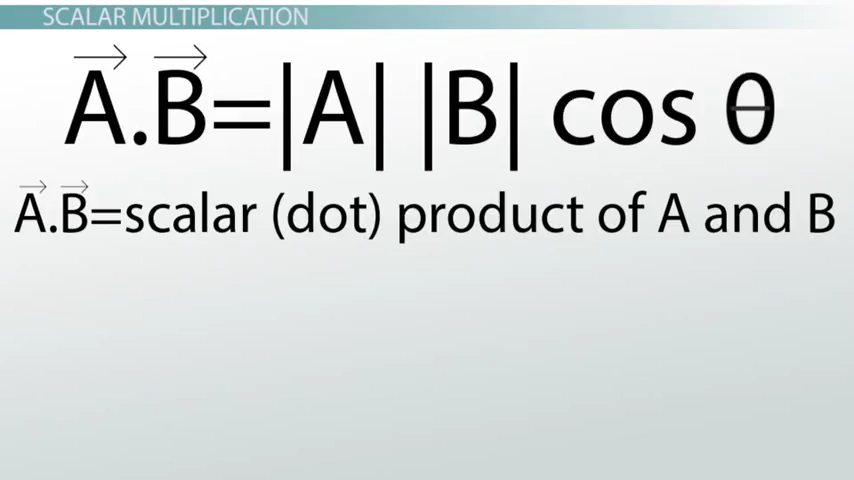 SCALAR MULTIPLICATION
A⃗.B⃗=|A| |B| cos θ
A⃗.B⃗=scalar (dot) product of A and B